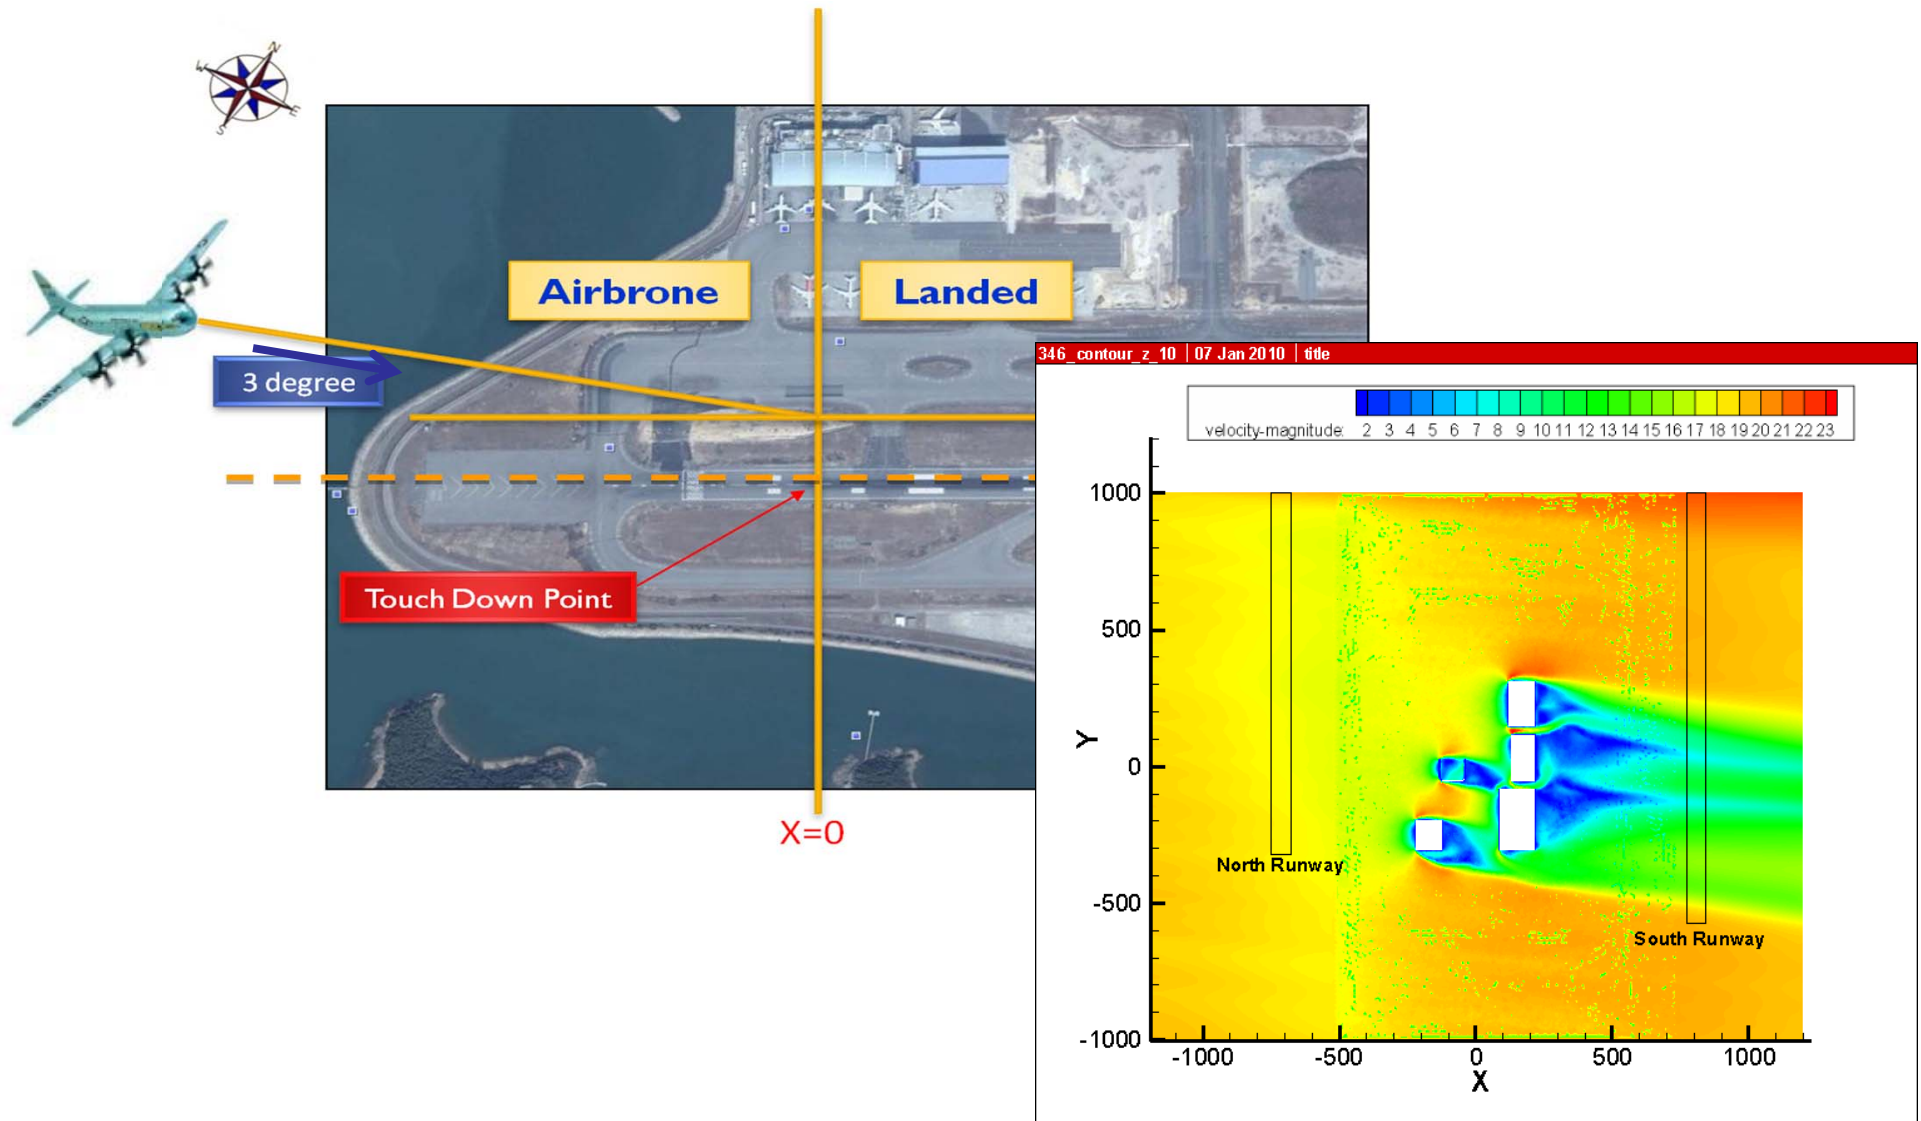 N
W
E
S
Airbrone
Landed
3 degree
Touch Down Point
X=0
346_contour_z_10 | 07 Jan 2010 | title
velocity-magnitude: 2 3 4 5 6 7 8 9 10 11 12 13 14 15 16 17 18 19 20 21 22 23
1000
500
Y
0
-500
-1000
North Runway
South Runway
-1000 -500 0 500 1000
X